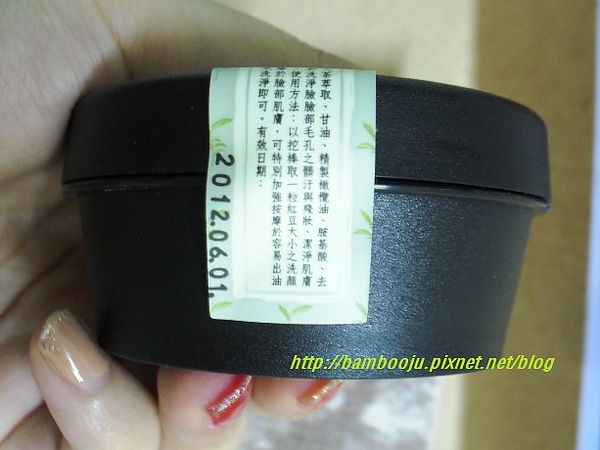 茶萃取、甘油、精製橄欖油、胺基酸、去
洗淨臉臉部毛孔之髒汙與殘妝、潔淨肌膚
使用方法：以挖棒取一粒紅豆大小之洗顏
於臉部肌膚，可特別加強按摩於容易出油
洗淨即可。有效日期：
2012.06.01.
http://bambooju.pixnet.net/blog